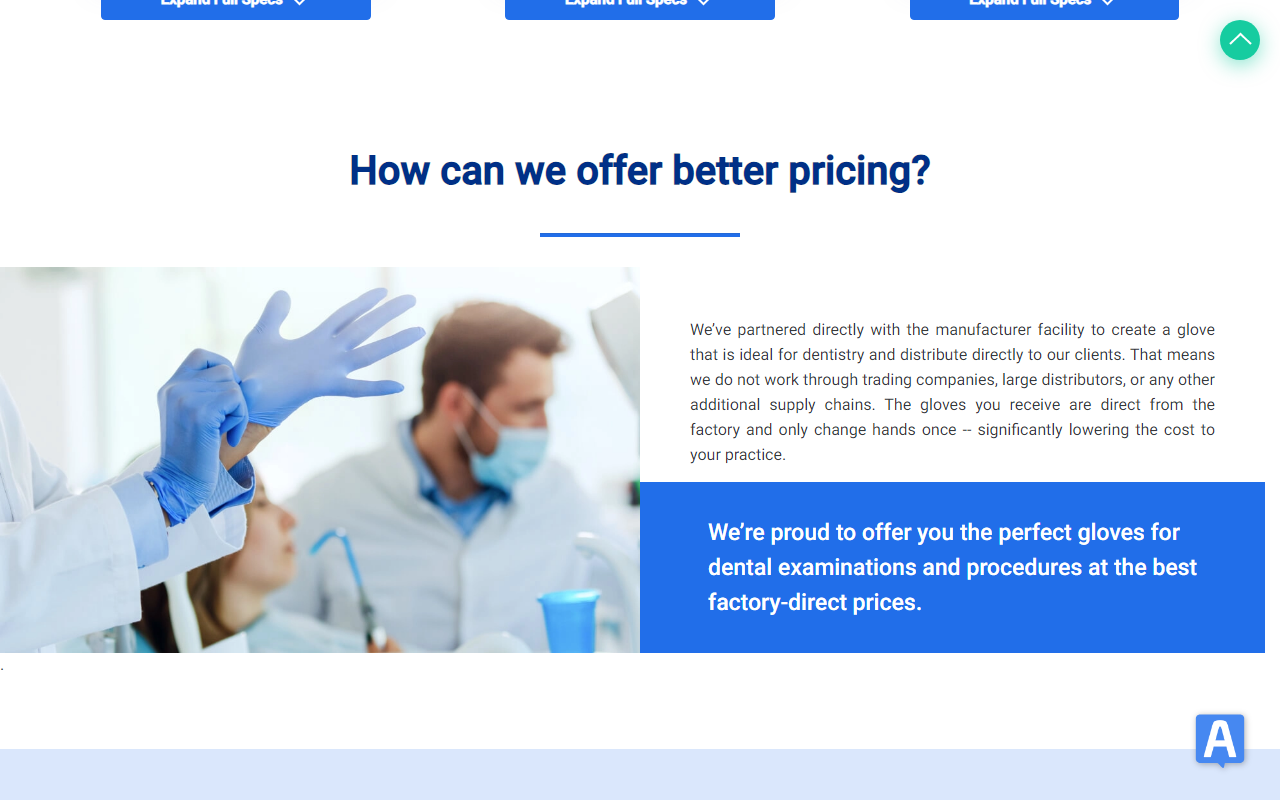 Expand Full Specs
Expand Full Specs
Expand Full Specs
How can we offer better pricing?
We’ve partnered directly with the manufacturer facility to create a glove
that is ideal for dentistry and distribute directly to our clients. That means
we do not work through trading companies, large distributors, or any other
additional supply chains. The gloves you receive are direct from the
factory and only change hands once -- significantly lowering the cost to
your practice.
We’re proud to offer you the perfect gloves for
dental examinations and procedures at the best
factory-direct prices.
.
A